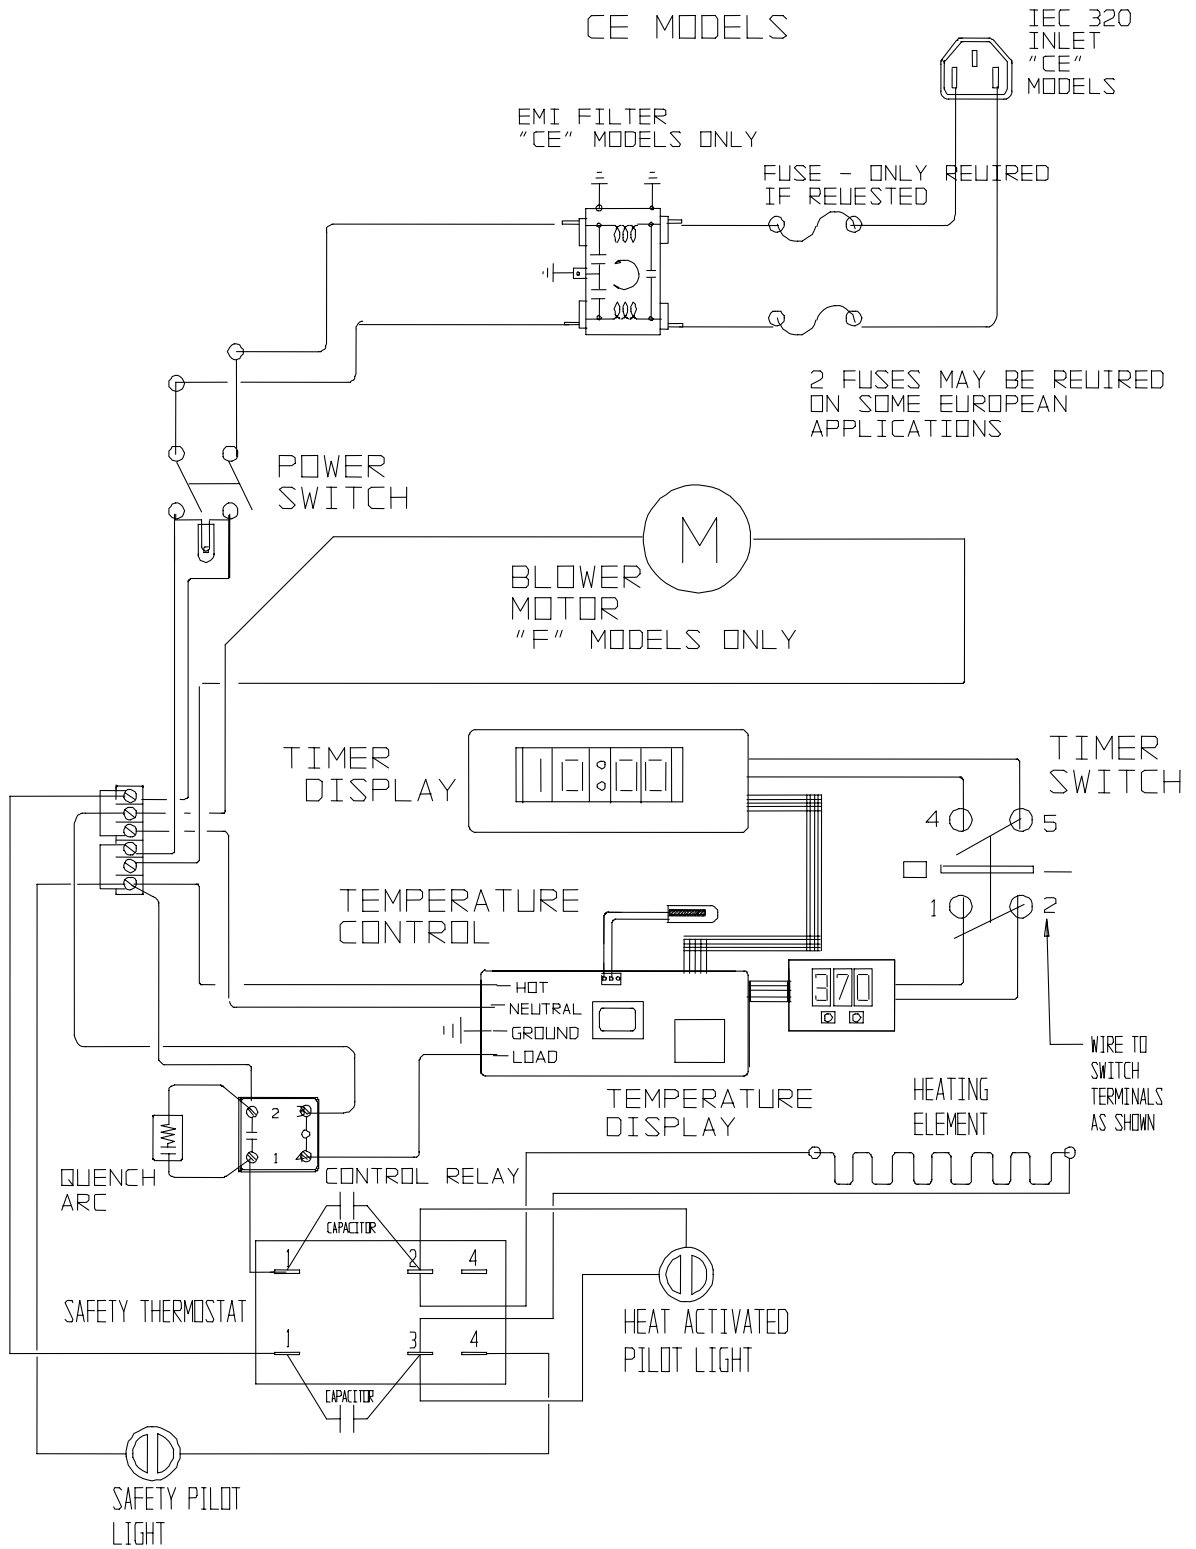 CE MODELS
IEC 320
INLET
"CE"
MODELS
EMI FILTER
"CE" MODELS ONLY
FUSE - ONLY REUIRED
IF REUESTED
2 FUSES MAY BE REUIRED
ON SOME EUROPEAN
APPLICATIONS
POWER
SWITCH
M
BLOWER
MOTOR
"F" MODELS ONLY
TIMER
DISPLAY
10:00
TIMER
SWITCH
4
5
1
2
TEMPERATURE
CONTROL
HOT
NEUTRAL
GROUND
LOAD
370
WIRE TO
SWITCH
TERMINALS
AS SHOWN
TEMPERATURE
DISPLAY
HEATING
ELEMENT
2
3
1
4
QUENCH
ARC
CONTROL RELAY
CAPACITOR
1
2
4
SAFETY THERMOSTAT
1
3
4
CAPACITOR
HEAT ACTIVATED
PILOT LIGHT
SAFETY PILOT
LIGHT